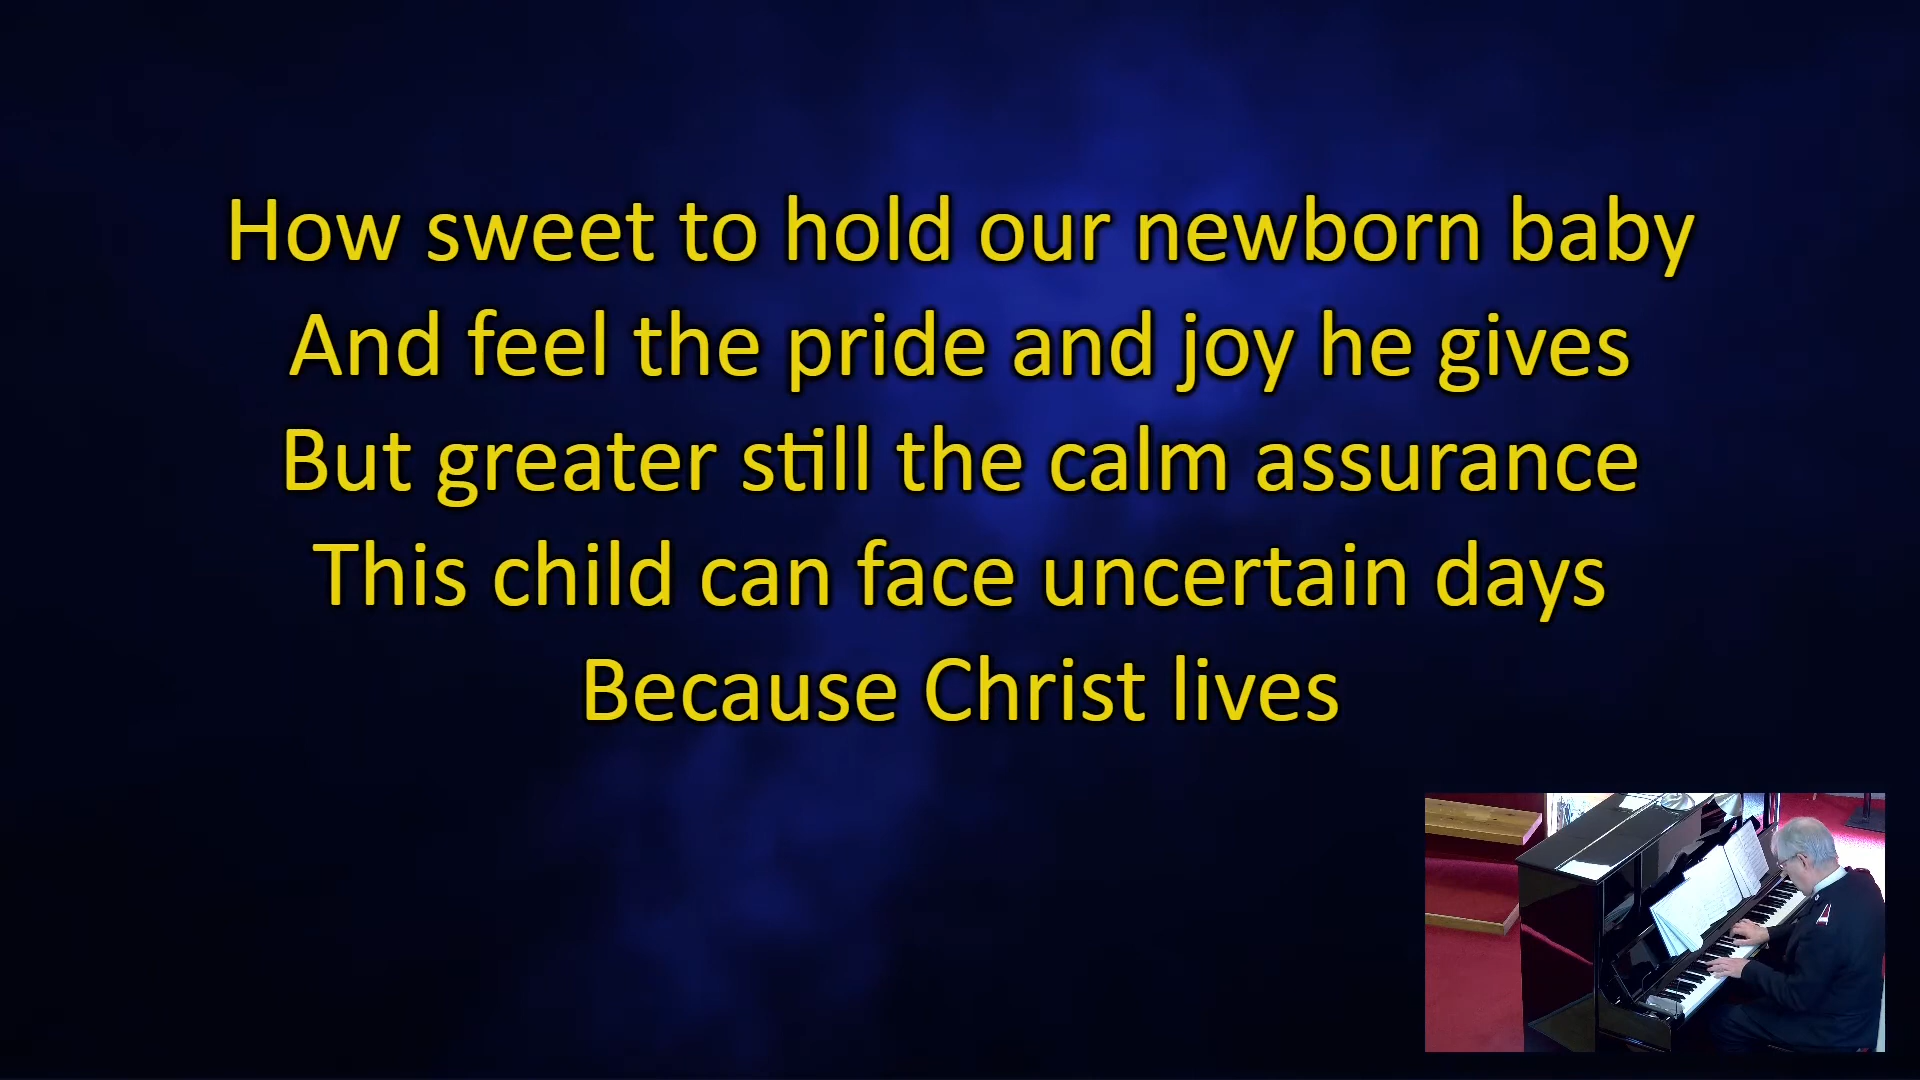 How sweet to hold our newborn baby
And feel the pride and joy he gives
But greater still the calm assurance
This child can face uncertain days
Because Christ lives